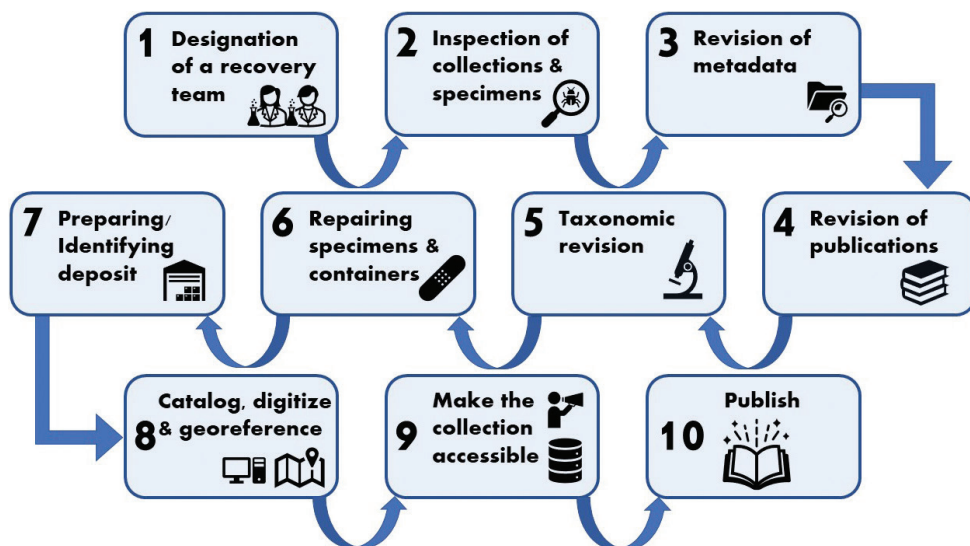 1 Designation
of a recovery
team
2 Inspection of
collections &
specimens
3 Revision of
metadata
4 Revision of
publications
5 Taxonomic
revision
6 Repairing
specimens &
containers
7 Preparing/
Identifying
deposit
Catalog, digitize
8 & georeference
Make the
9 collection
accessible
Publish
10